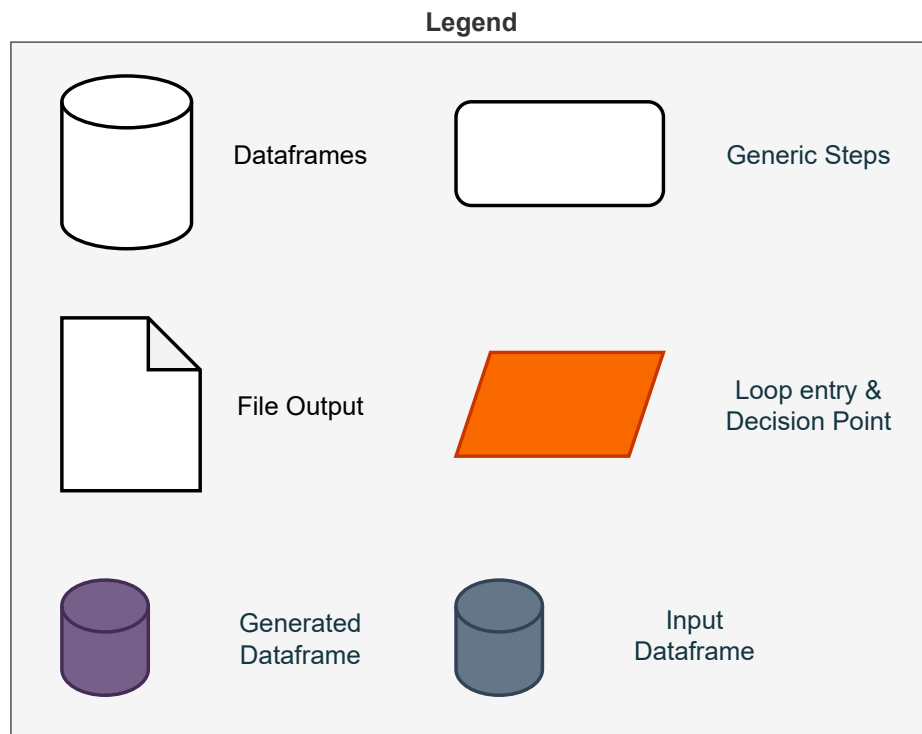 Legend
Dataframes
Generic Steps
File Output
Loop entry &
Decision Point
Generated
Dataframe
Input
Dataframe